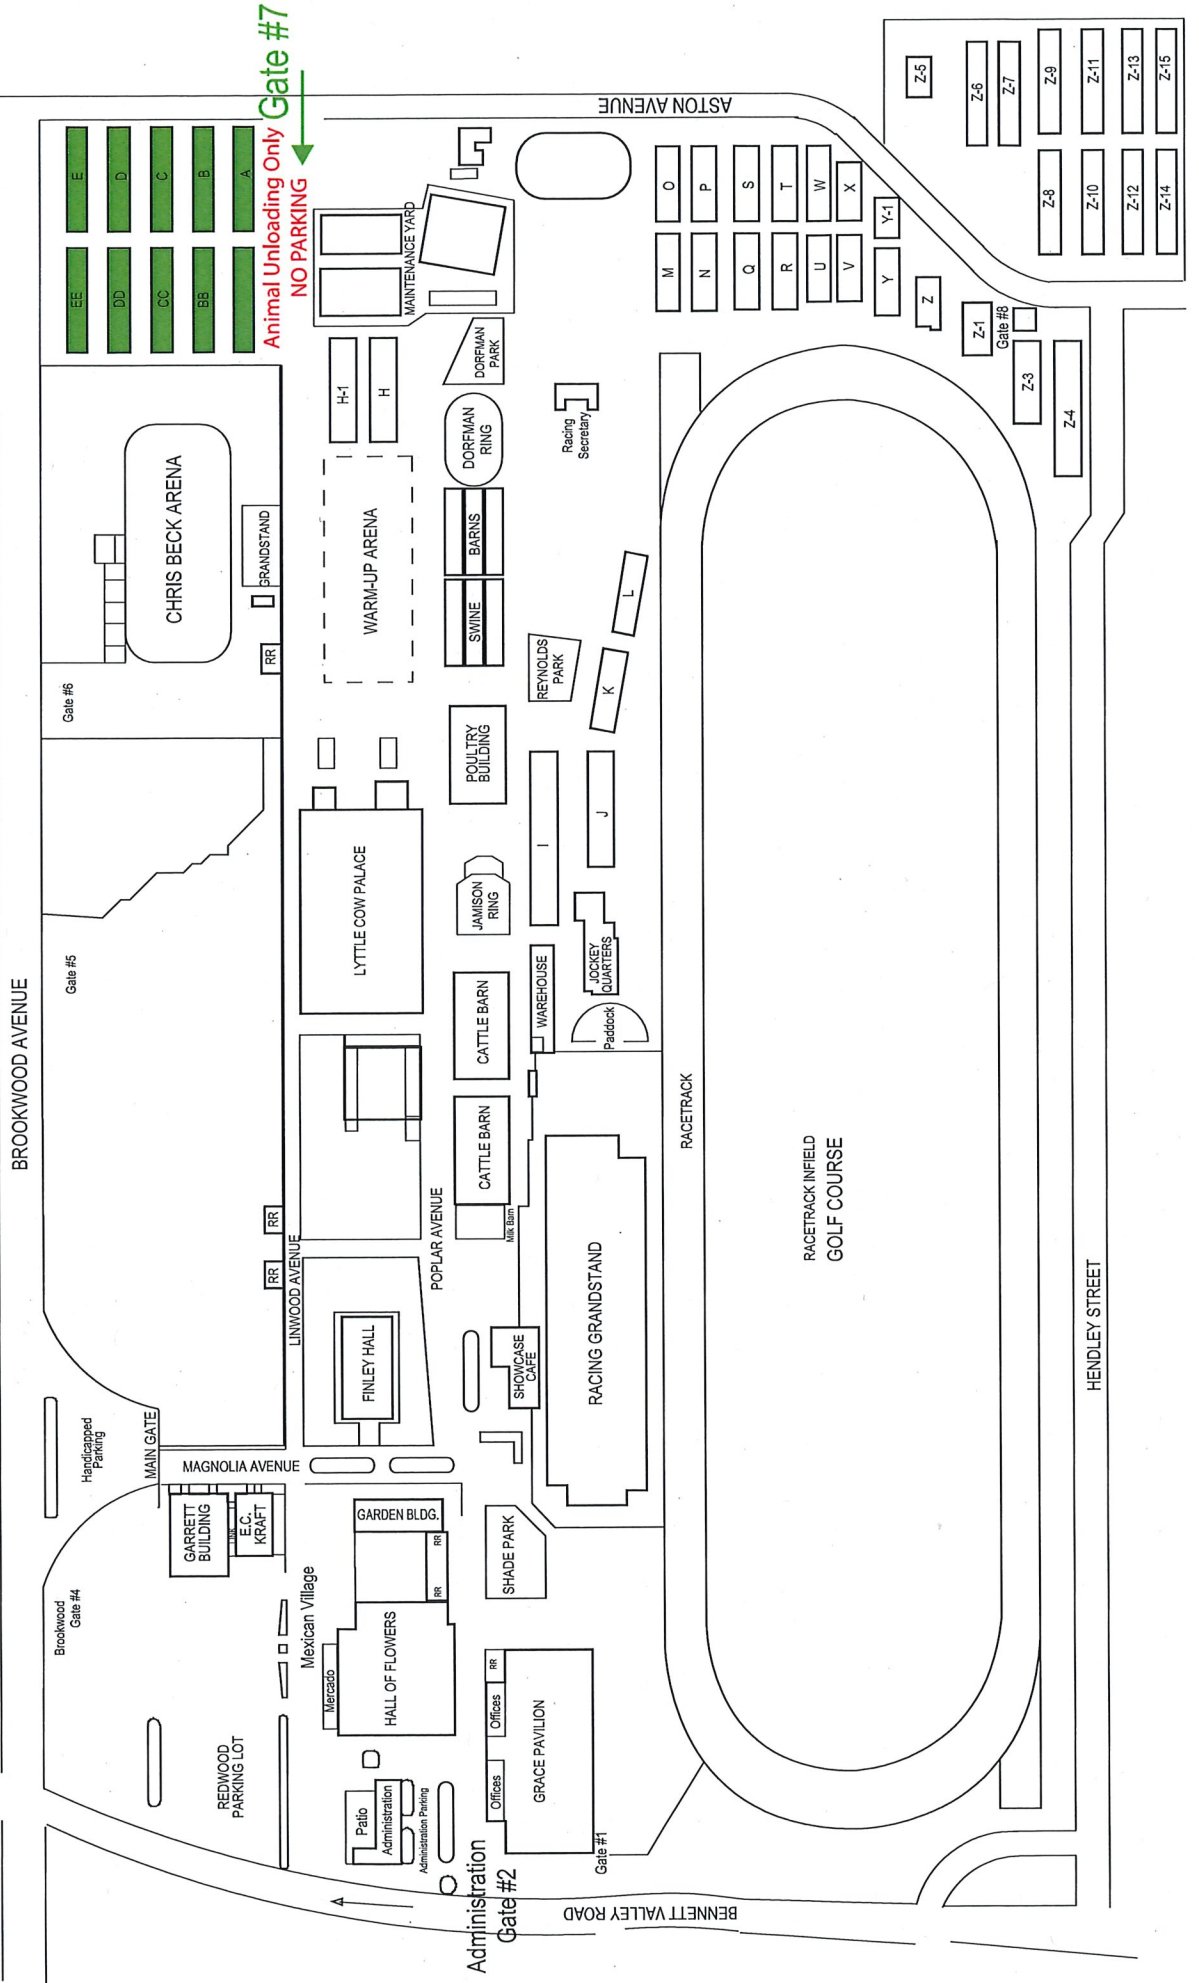 BROOKWOOD AVENUE
Brookwood
Gate #4
Handicapped
Parking
Gate #5
Gate #6
EE
E
DD
D
CC
C
BB
B
A
Gate #7
Animal Unloading Only
NO PARKING
REDWOOD
PARKING LOT
GARRETT
BUILDING
LINK
E.C.
KRAFT
MAIN GATE
MAGNOLIA AVENUE
RR
RR
RR
CHRIS BECK ARENA
GRANDSTAND
Mexican Village
LINWOOD AVENUE
Mercado
Patio
Administration
Administration Parking
HALL OF FLOWERS
GARDEN BLDG.
RR
RR
FINLEY HALL
LYTTLE COW PALACE
WARM-UP ARENA
H-1
H
MAINTENANCE YARD
POPLAR AVENUE
Administration
Gate #2
Offices
Offices
RR
GRACE PAVILION
Gate #1
SHADE PARK
SHOWCASE
CAFE
Milk Barn
CATTLE BARN
CATTLE BARN
JAMISON
RING
POULTRY
BUILDING
SWINE
BARNS
DORFMAN
RING
DORFMAN
PARK
RACING GRANDSTAND
WAREHOUSE
Paddock
JOCKEY
QUARTERS
I
J
REYNOLDS
PARK
K
L
Racing
Secretary
ASTON AVENUE
BENNETT VALLEY ROAD
RACETRACK
RACETRACK INFIELD
GOLF COURSE
M
O
N
P
Q
S
R
T
U
W
V
X
Y
Y-1
Z
Z-1
Gate #8
Z-3
Z-4
Z-5
Z-6
Z-7
Z-8
Z-9
Z-10
Z-11
Z-12
Z-13
Z-14
Z-15
HENDLEY STREET